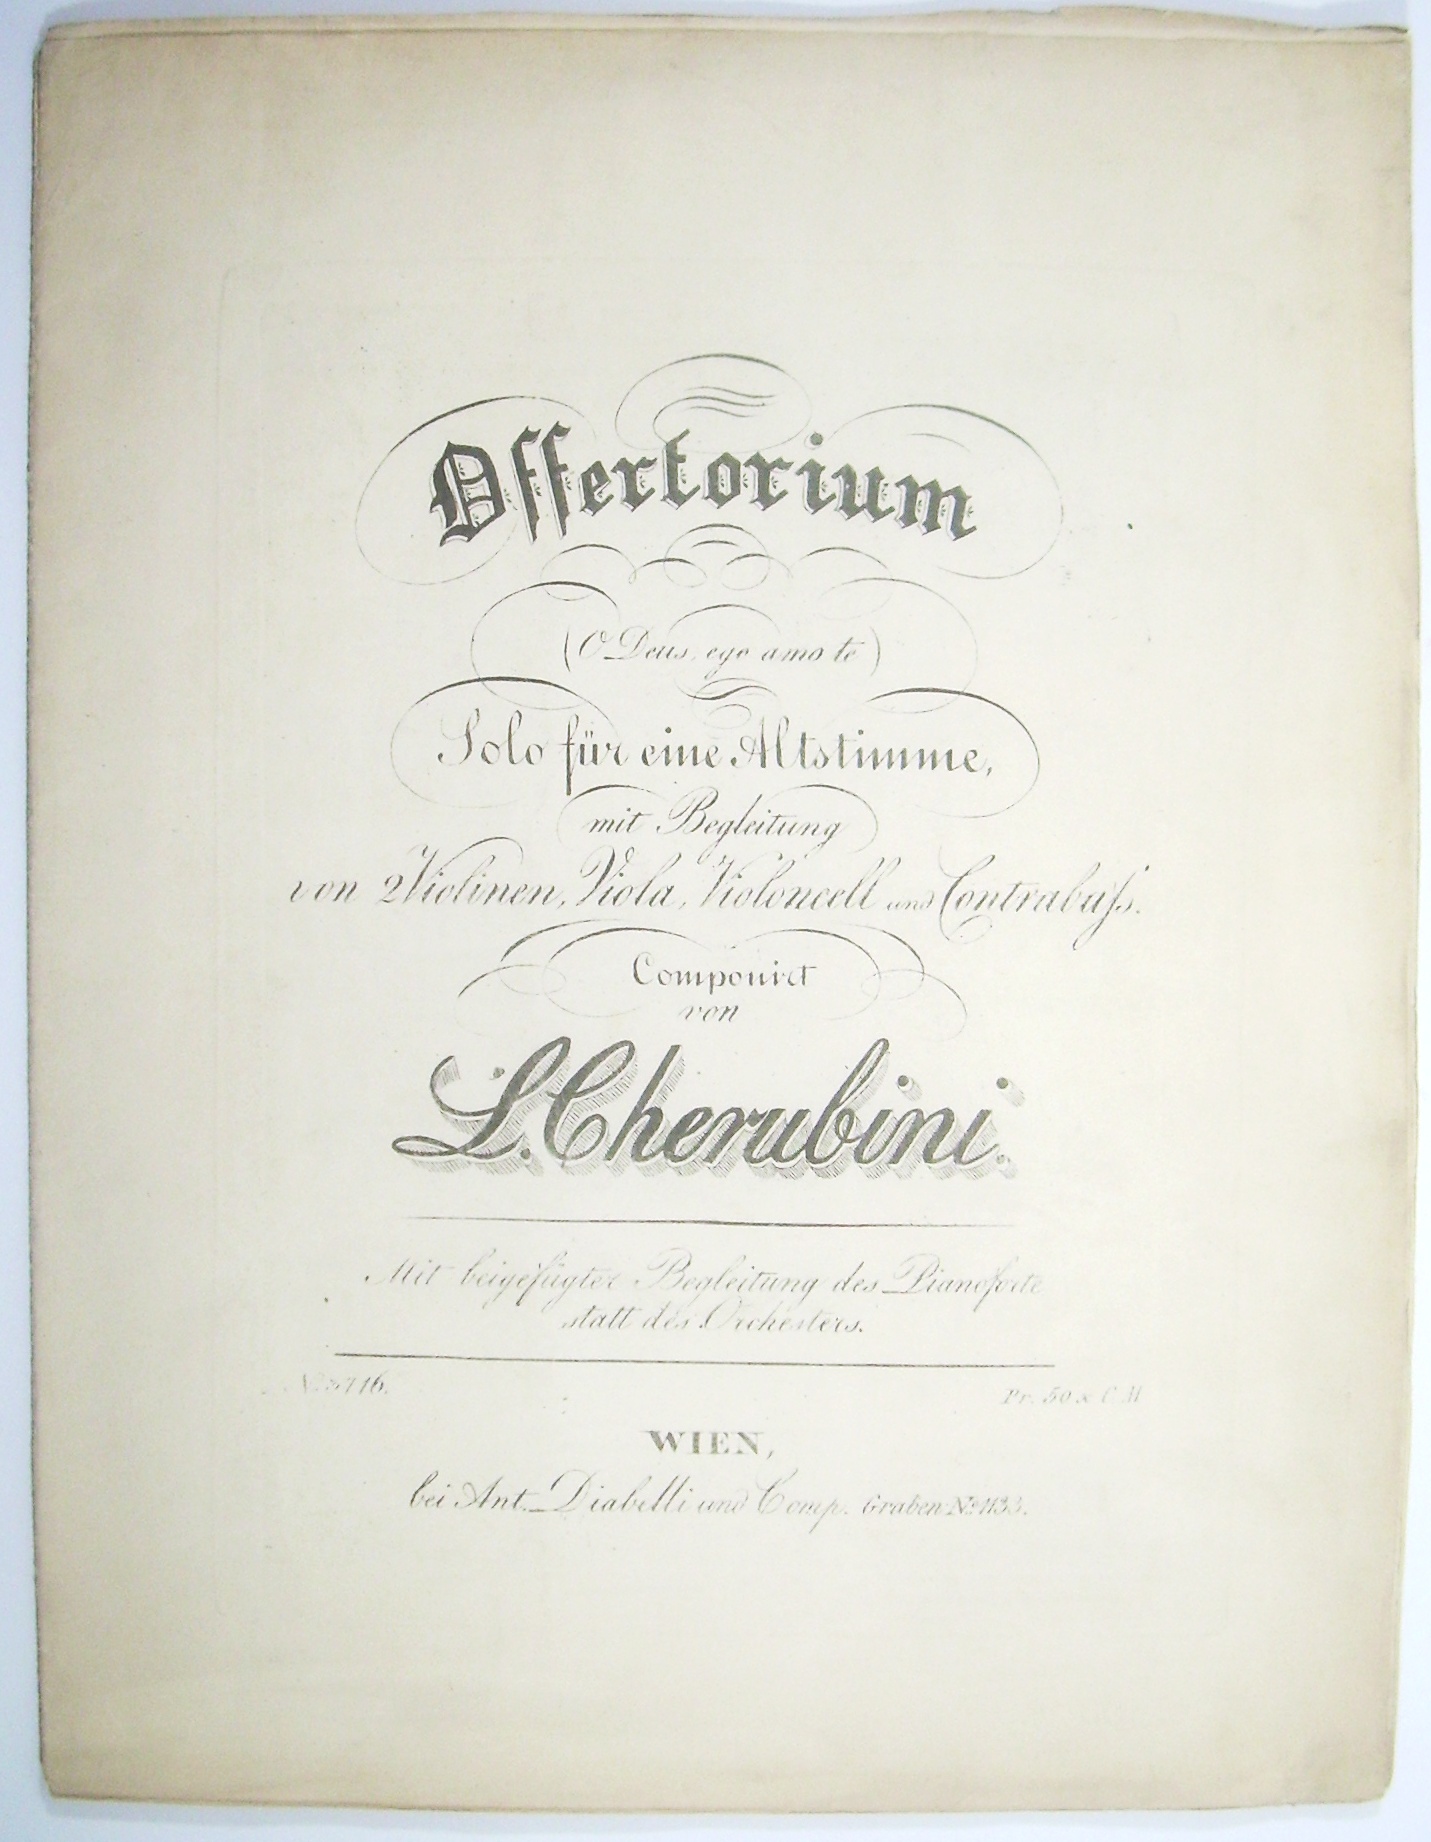 Offertorium
(O Deus, ego amo te)
Solo für eine Altstimme,
mit Begleitung
von 2 Violinen, Viola, Violoncell und Contrabaſs.
Componirt
von
L. Cherubini.
Mit beigefügter Begleitung des Pianoforte
statt des Orchesters.
Pr. 50 x C.M
WIEN,
bei Ant. Diabelli und Comp. Graben No 1133.